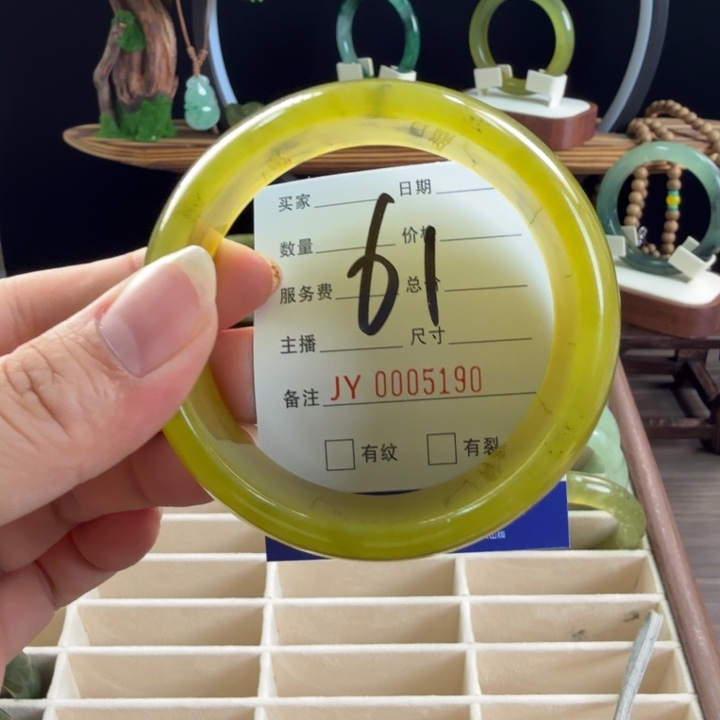 买家 日期
数量 价格
服务费 总价
主播 尺寸
备注 JY 0005190
有纹 有裂
61